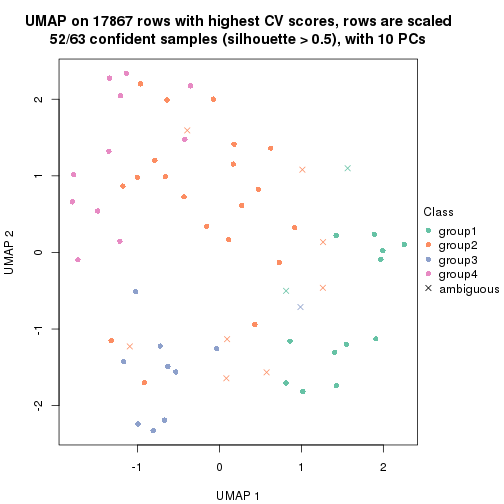 UMAP on 17867 rows with highest CV scores, rows are scaled
52/63 confident samples (silhouette > 0.5), with 10 PCs
2
1
0
-1
-2
UMAP 2
-1
0
1
2
UMAP 1
Class
group1
group2
group3
group4
ambiguous